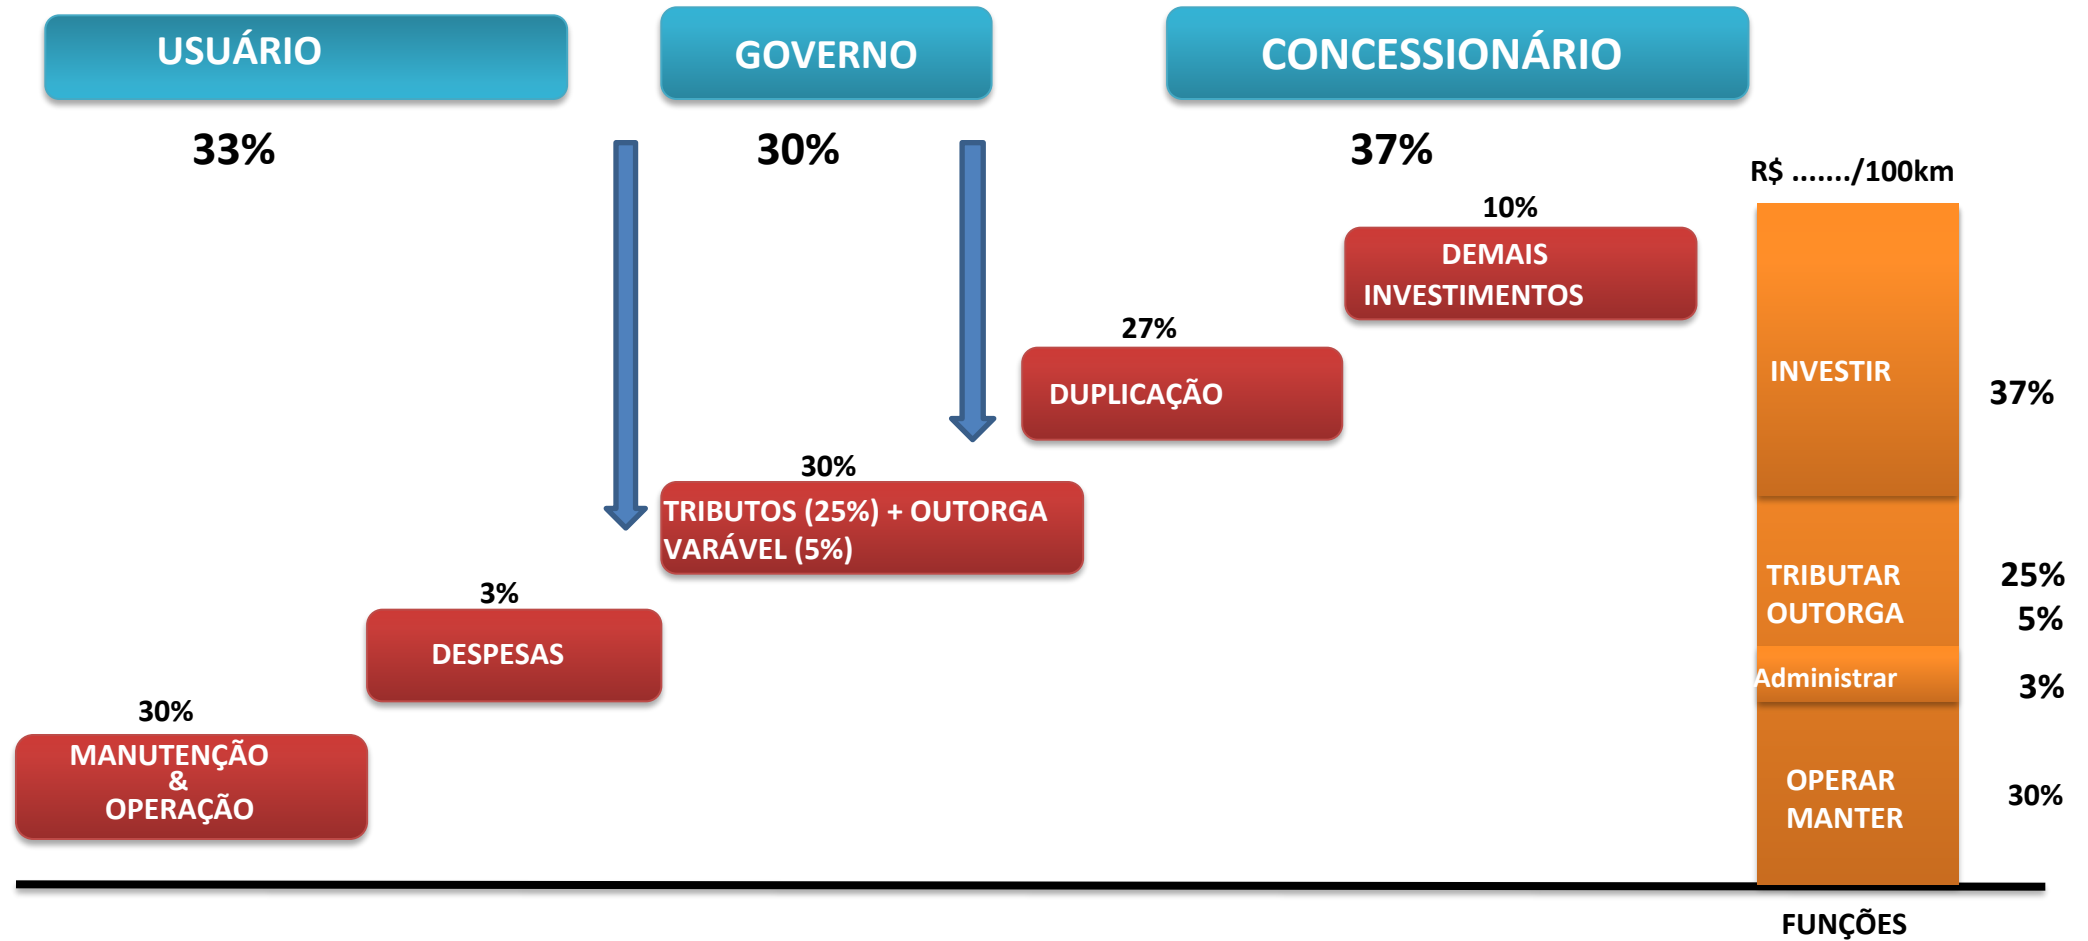 USUÁRIO
GOVERNO
CONCESSIONÁRIO
33%
30%
37%
R$ ......./100km
10%
DEMAIS
INVESTIMENTOS
27%
DUPLICAÇÃO
INVESTIR
37%
30%
TRIBUTOS (25%) + OUTORGA
VARÁVEL (5%)
TRIBUTAR
25%
OUTORGA
5%
3%
DESPESAS
Administrar
3%
30%
MANUTENÇÃO
&
OPERAÇÃO
OPERAR
MANTER
30%
FUNÇÕES